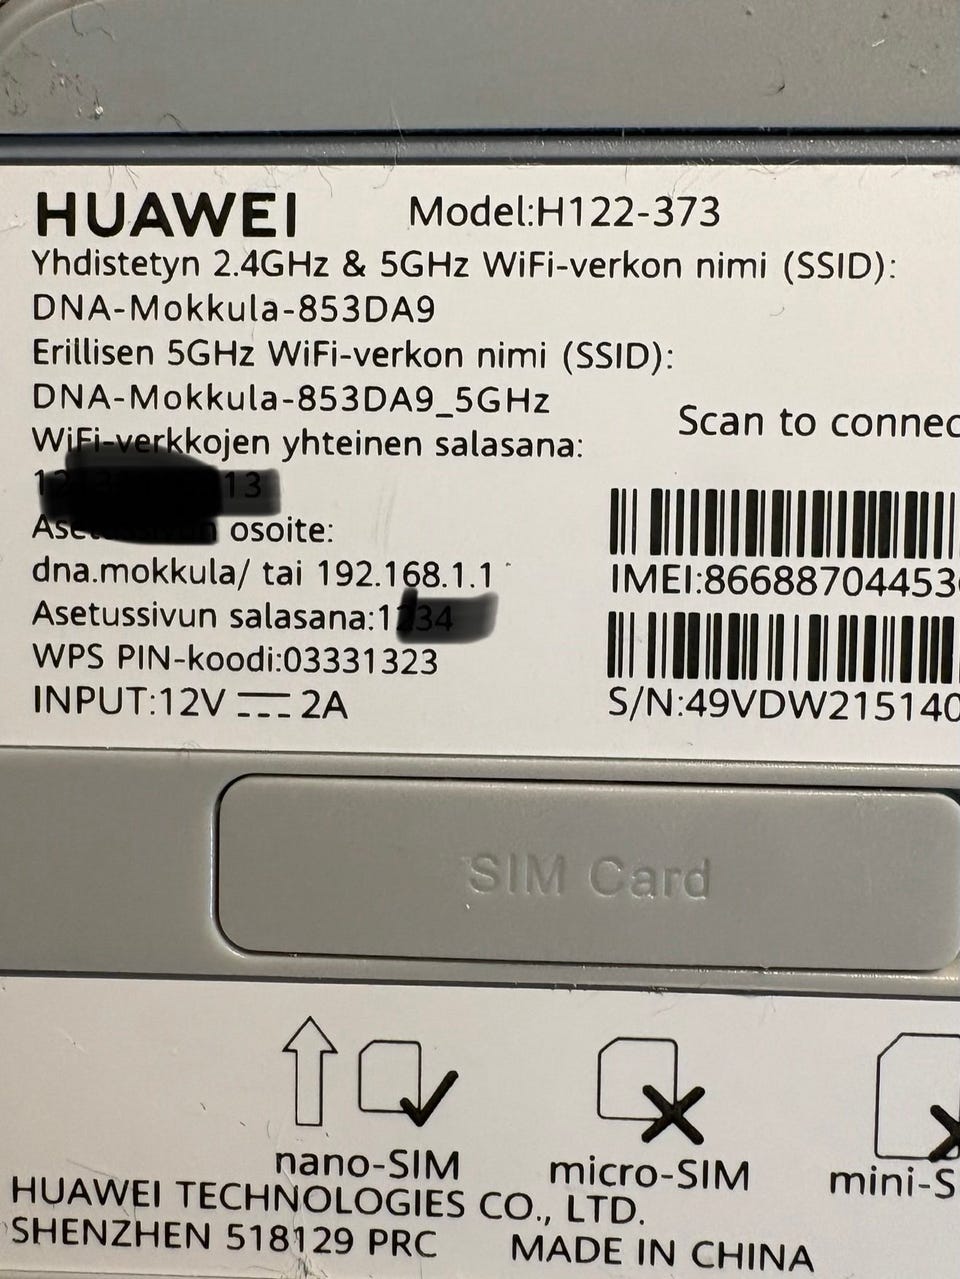 HUAWEI Model:H122-373
Yhdistetyn 2.4GHz & 5GHz WiFi-verkon nimi (SSID):
DNA-Mokkula-853DA9
Erillisen 5GHz WiFi-verkon nimi (SSID):
DNA-Mokkula-853DA9_5GHz
WiFi-verkkojen yhteinen salasana:
osoite:
dna.mokkula/ tai 192.168.1.1
Asetussivun salasana:
WPS PIN-koodi:03331323
INPUT:12V ⎓ 2A
Scan to connec
IMEI:86688704453
S/N:49VDW215140
SIM Card
nano-SIM
micro-SIM
mini-S
HUAWEI TECHNOLOGIES CO., LTD.
SHENZHEN 518129 PRC MADE IN CHINA